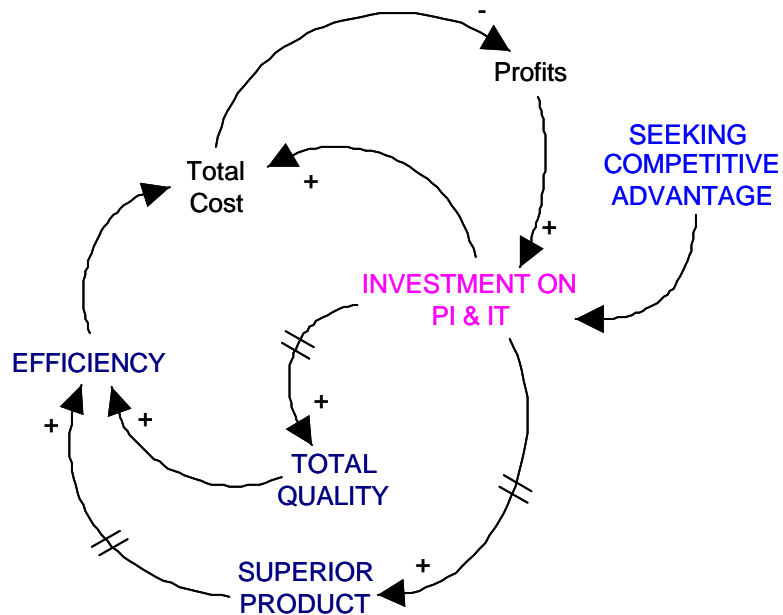 -
Profits
SEEKING
COMPETITIVE
ADVANTAGE
Total
Cost
+
+
INVESTMENT ON
PI & IT
EFFICIENCY
+
+
+
TOTAL
QUALITY
+
SUPERIOR
PRODUCT